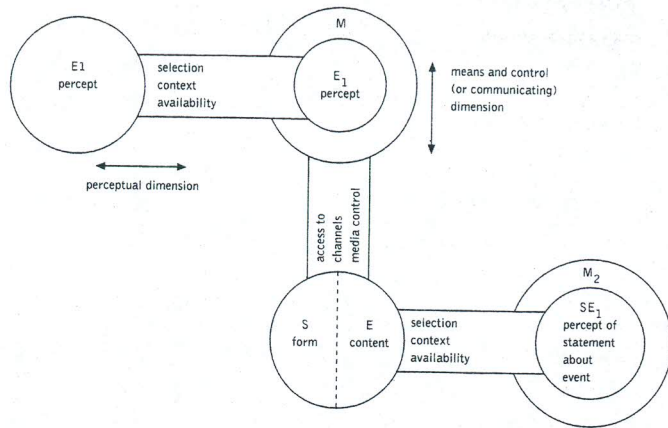 M
E1
percept
selection
context
availability
E1
percept
means and control
(or communicating)
dimension
perceptual dimension
access to
channels
media control
M2
S
form
E
content
selection
context
availability
SE1
percept of
statement
about
event